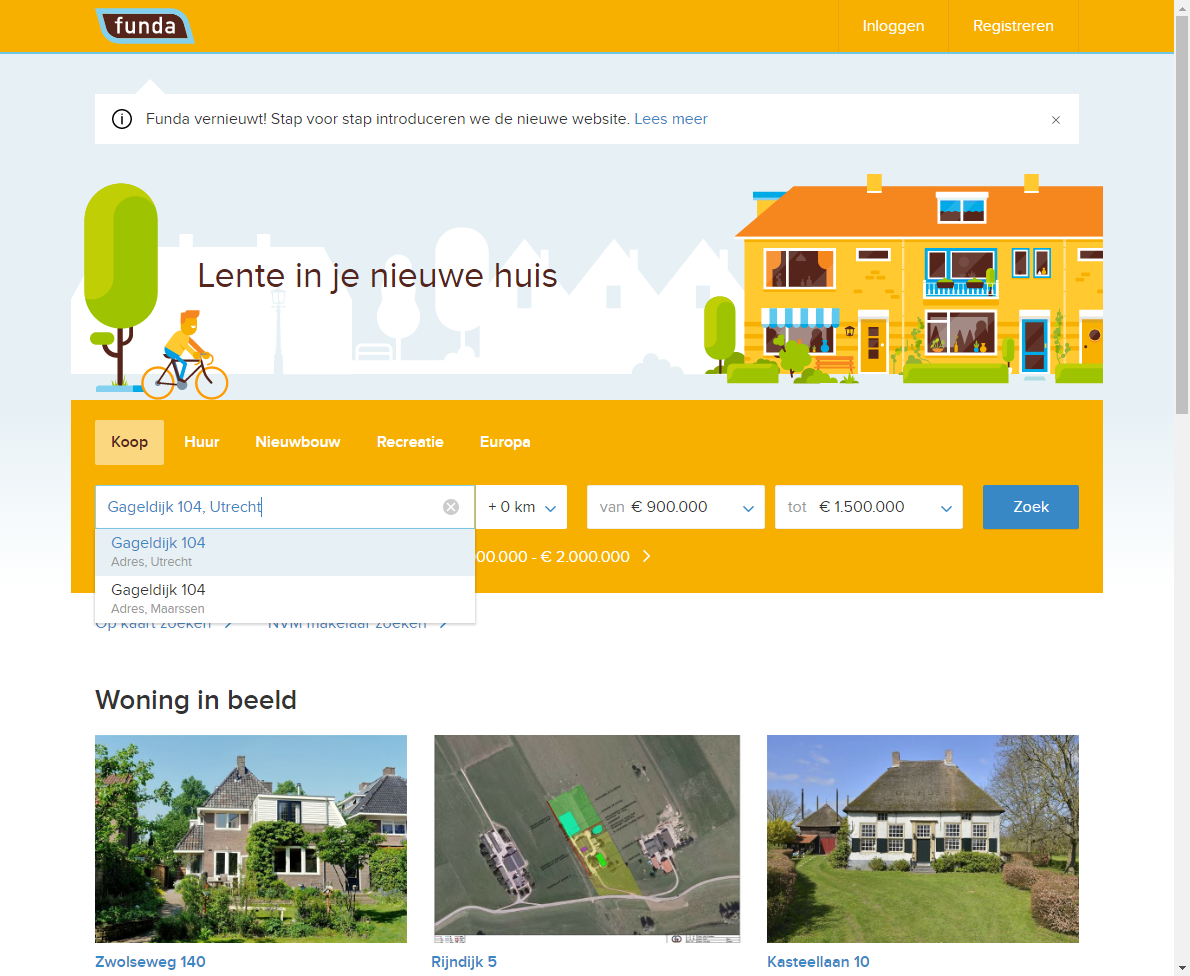 funda
Inloggen
Registreren
Funda vernieuwt! Stap voor stap introduceren we de nieuwe website. Lees meer
Lente in je nieuwe huis
Koop
Huur
Nieuwbouw
Recreatie
Europa
Gageldijk 104, Utrecht
+ 0 km
van € 900.000
tot € 1.500.000
Zoek
Gageldijk 104
Adres, Utrecht
00.000 - € 2.000.000
Gageldijk 104
Adres, Maarssen
Op kaart zoeken
NVM makelaar zoeken
Woning in beeld
Zwolseweg 140
Rijndijk 5
Kasteellaan 10